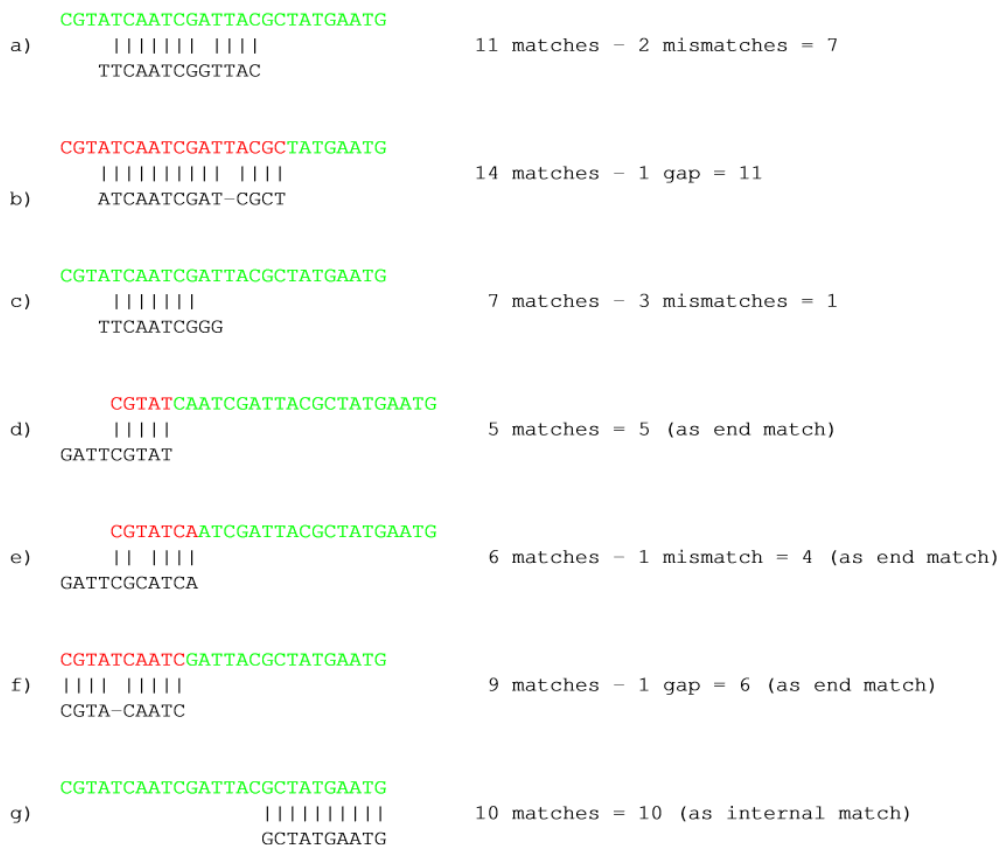 CGTATCAATCGATTACGCTATGAATG
a) ||||||| |||| 11 matches – 2 mismatches = 7
TTCAATCGGTTAC
CGTATCAATCGATTACGCTATGAATG
|||||||||| |||| 14 matches – 1 gap = 11
b) ATCAATCGAT–CGCT
CGTATCAATCGATTACGCTATGAATG
c) ||||||| 7 matches – 3 mismatches = 1
TTCAATCGGG
CGTATCAATCGATTACGCTATGAATG
d) ||||| 5 matches = 5 (as end match)
GATTCGTAT
CGTATCAATCGATTACGCTATGAATG
e) || |||| 6 matches – 1 mismatch = 4 (as end match)
GATTCGCATCA
CGTATCAATCGATTACGCTATGAATG
f) |||| ||||| 9 matches – 1 gap = 6 (as end match)
CGTA–CAATC
CGTATCAATCGATTACGCTATGAATG
g) |||||||||| 10 matches = 10 (as internal match)
GCTATGAATG